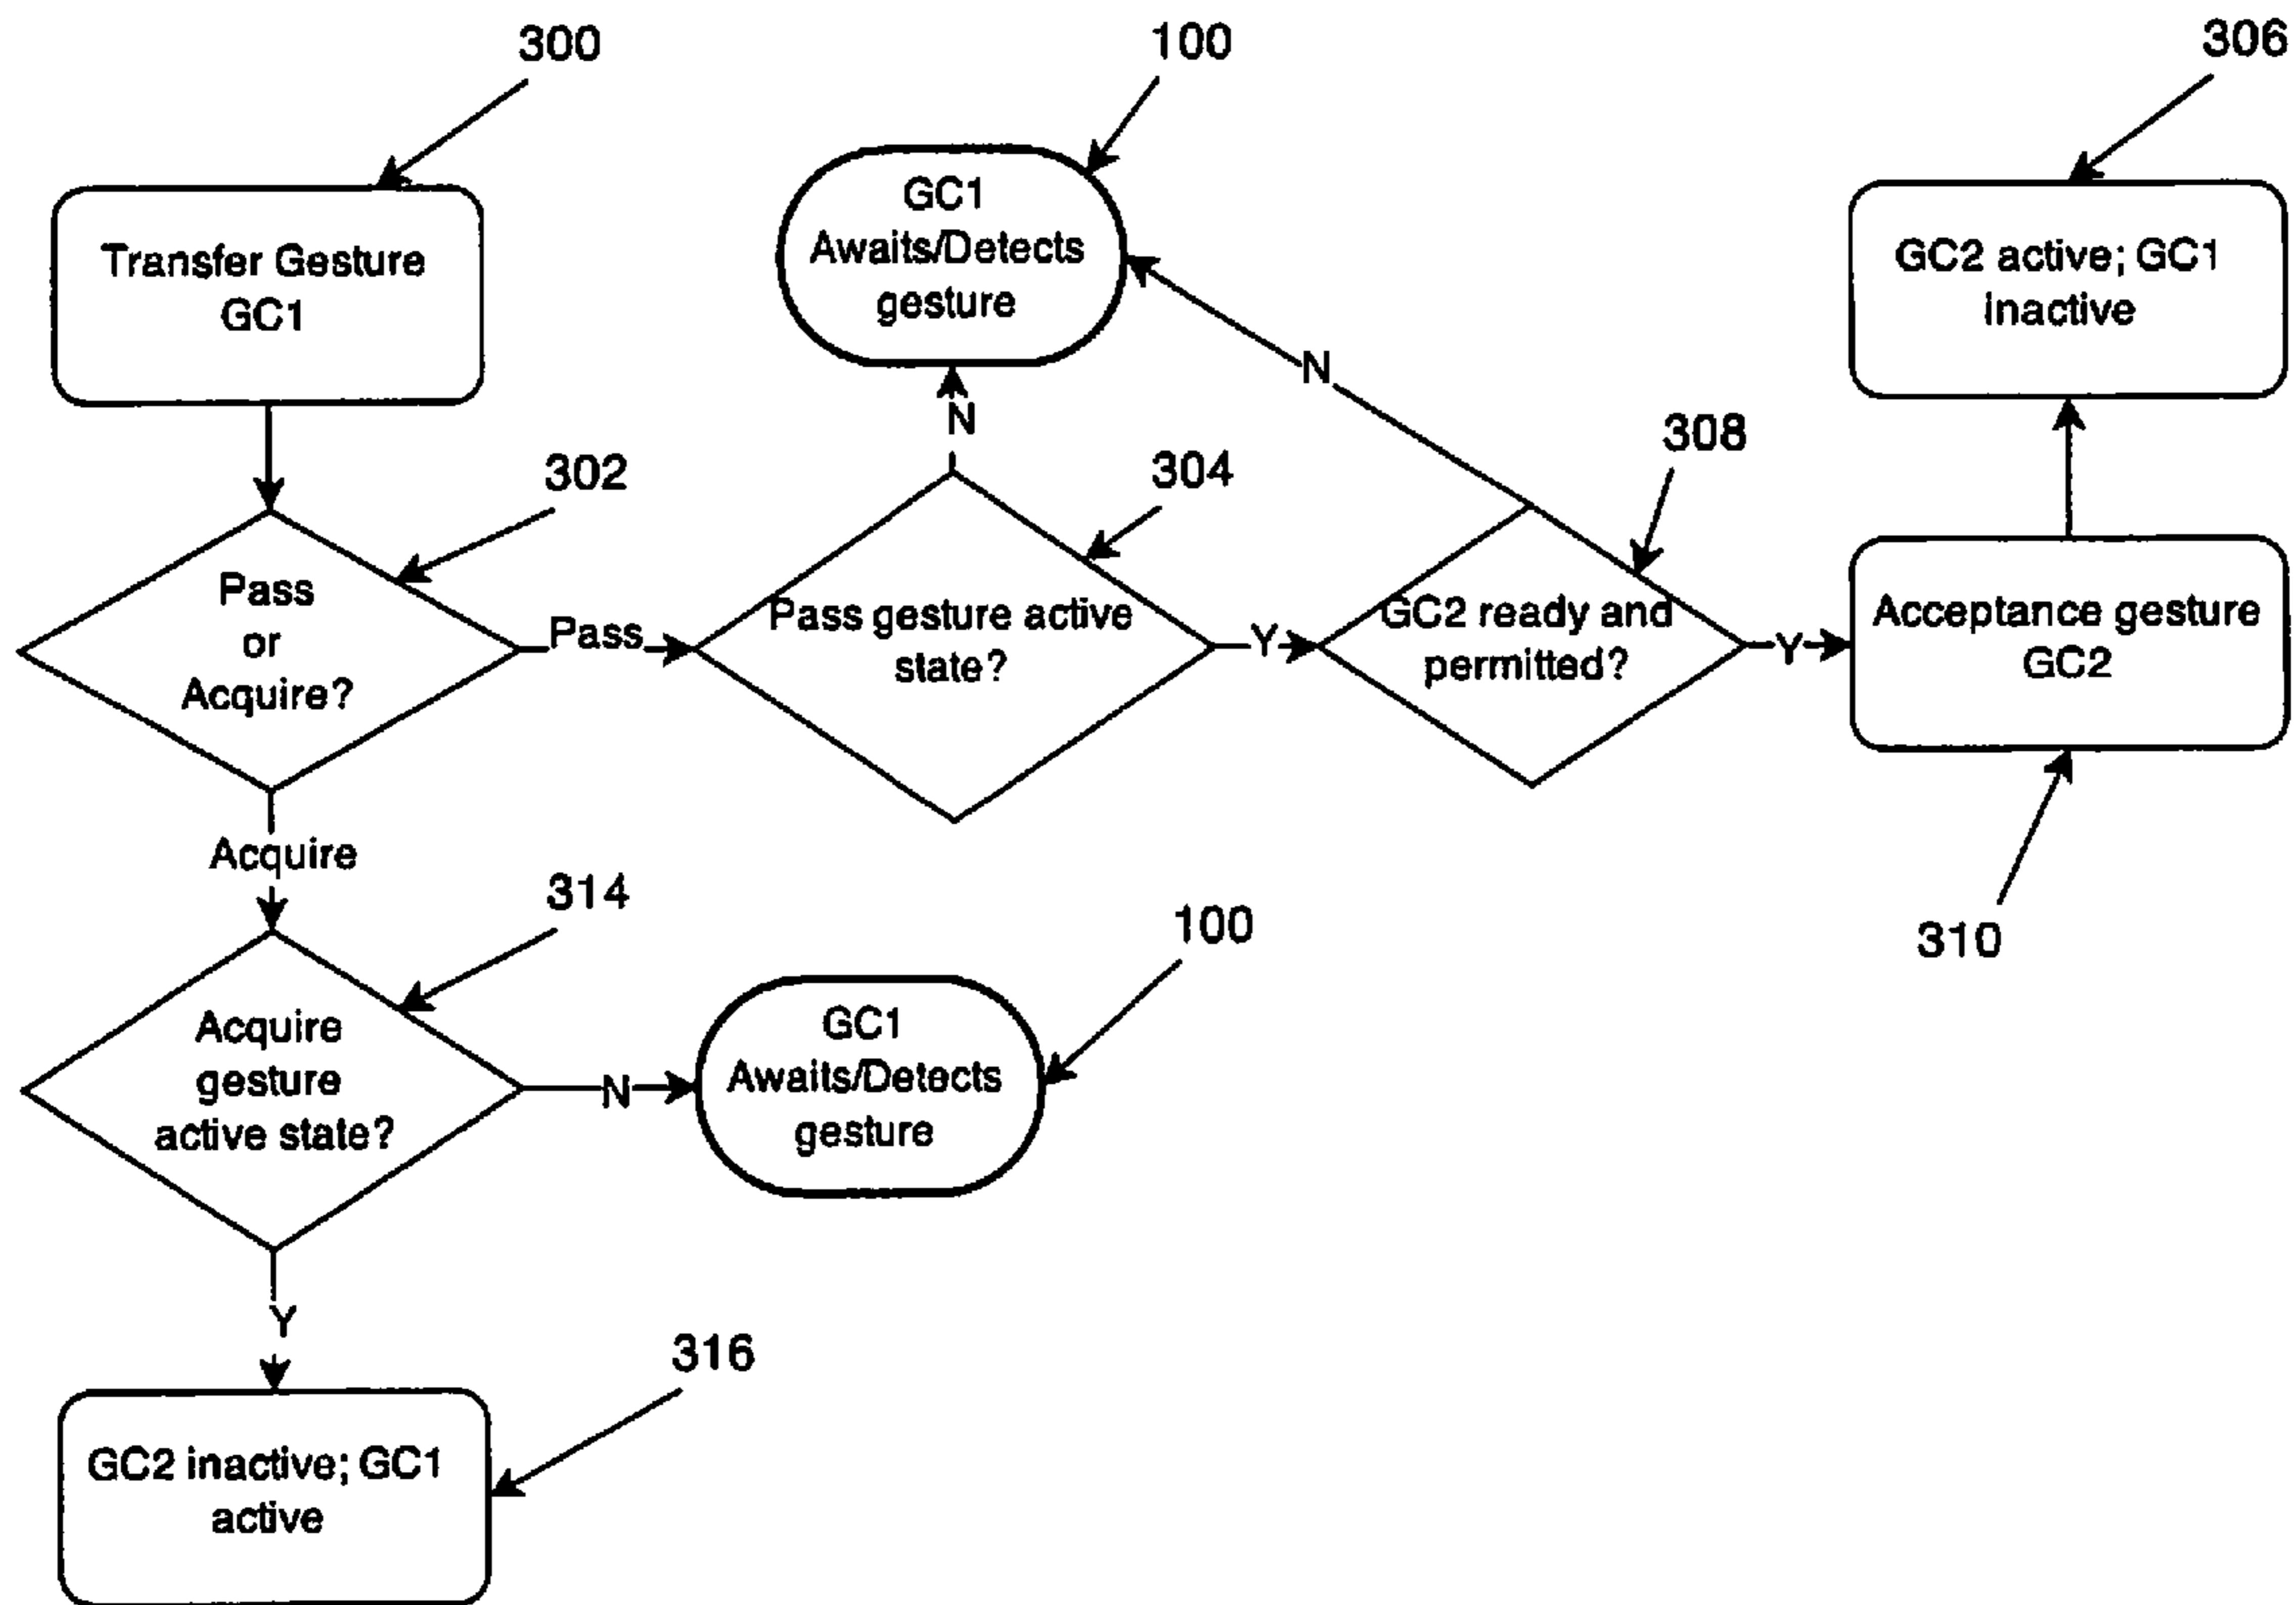 300
100
306
Transfer Gesture
GC1
GC1
Awaits/Detects
gesture
GC2 active; GC1
inactive
N
N
308
302
304
Pass
or
Acquire?
Pass
Pass gesture active
state?
Y
GC2 ready and
permitted?
Y
Acceptance gesture
GC2
Acquire
314
100
310
Acquire
gesture
active state?
N
GC1
Awaits/Detects
gesture
Y
316
GC2 inactive; GC1
active